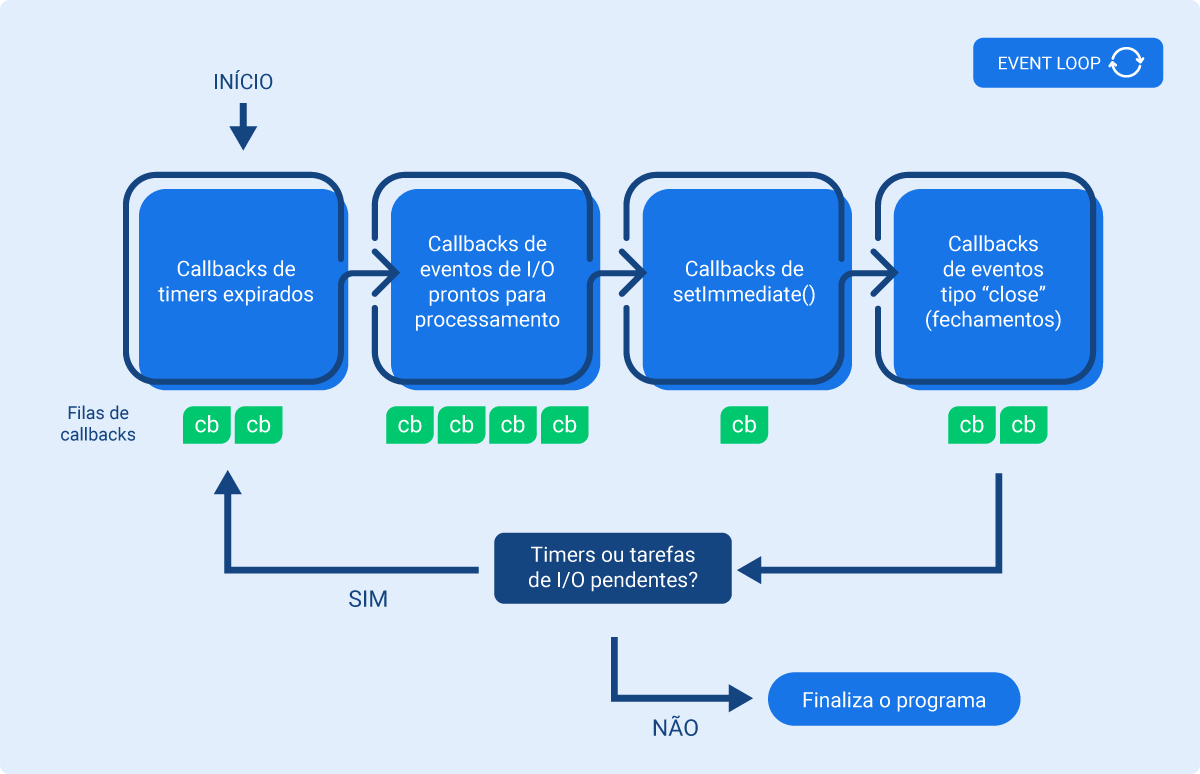 EVENT LOOP
INÍCIO
Callbacks de
timers expirados
Callbacks de
eventos de I/O
prontos para
processamento
Callbacks de
setImmediate()
Callbacks
de eventos
tipo “close”
(fechamentos)
Filas de
callbacks
cb cb
cb cb cb cb
cb
cb cb
Timers ou tarefas
de I/O pendentes?
SIM
NÃO
Finaliza o programa